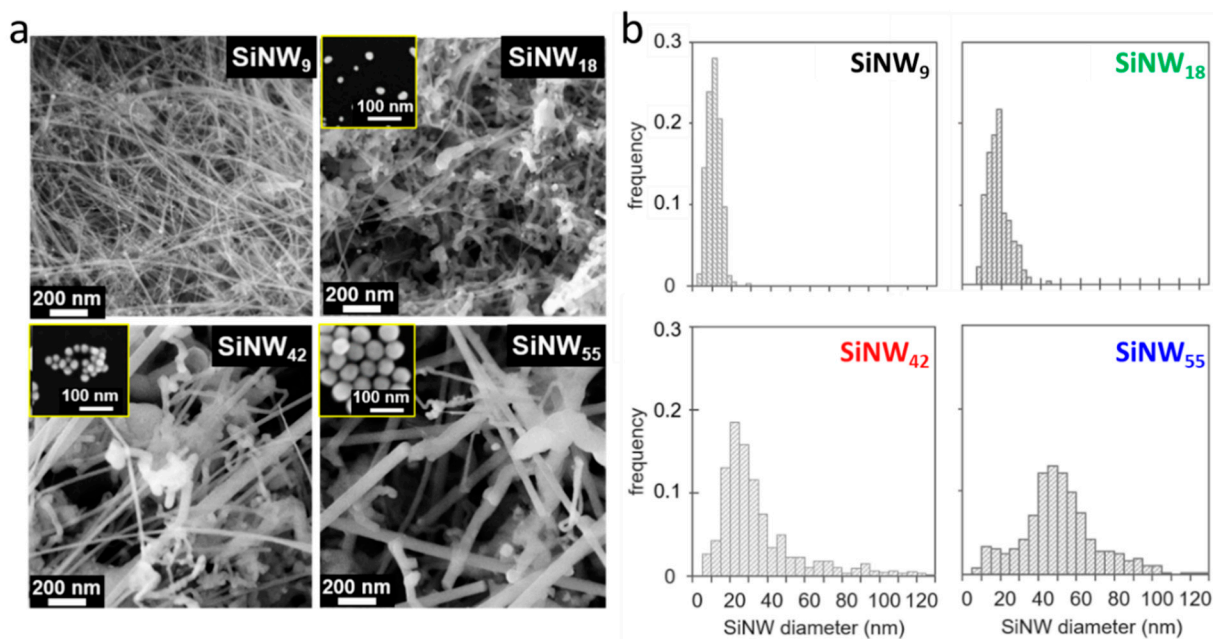 a
SiNW₉
200 nm
SiNW₁₈
100 nm
200 nm
SiNW₄₂
100 nm
200 nm
SiNW₅₅
100 nm
200 nm
b
0.3
0.2
0.1
0
frequency
SiNW₉
SiNW₁₈
0.3
0.2
0.1
0
frequency
SiNW₄₂
0 20 40 60 80 100 120
SiNW diameter (nm)
SiNW₅₅
0 20 40 60 80 100 120
SiNW diameter (nm)